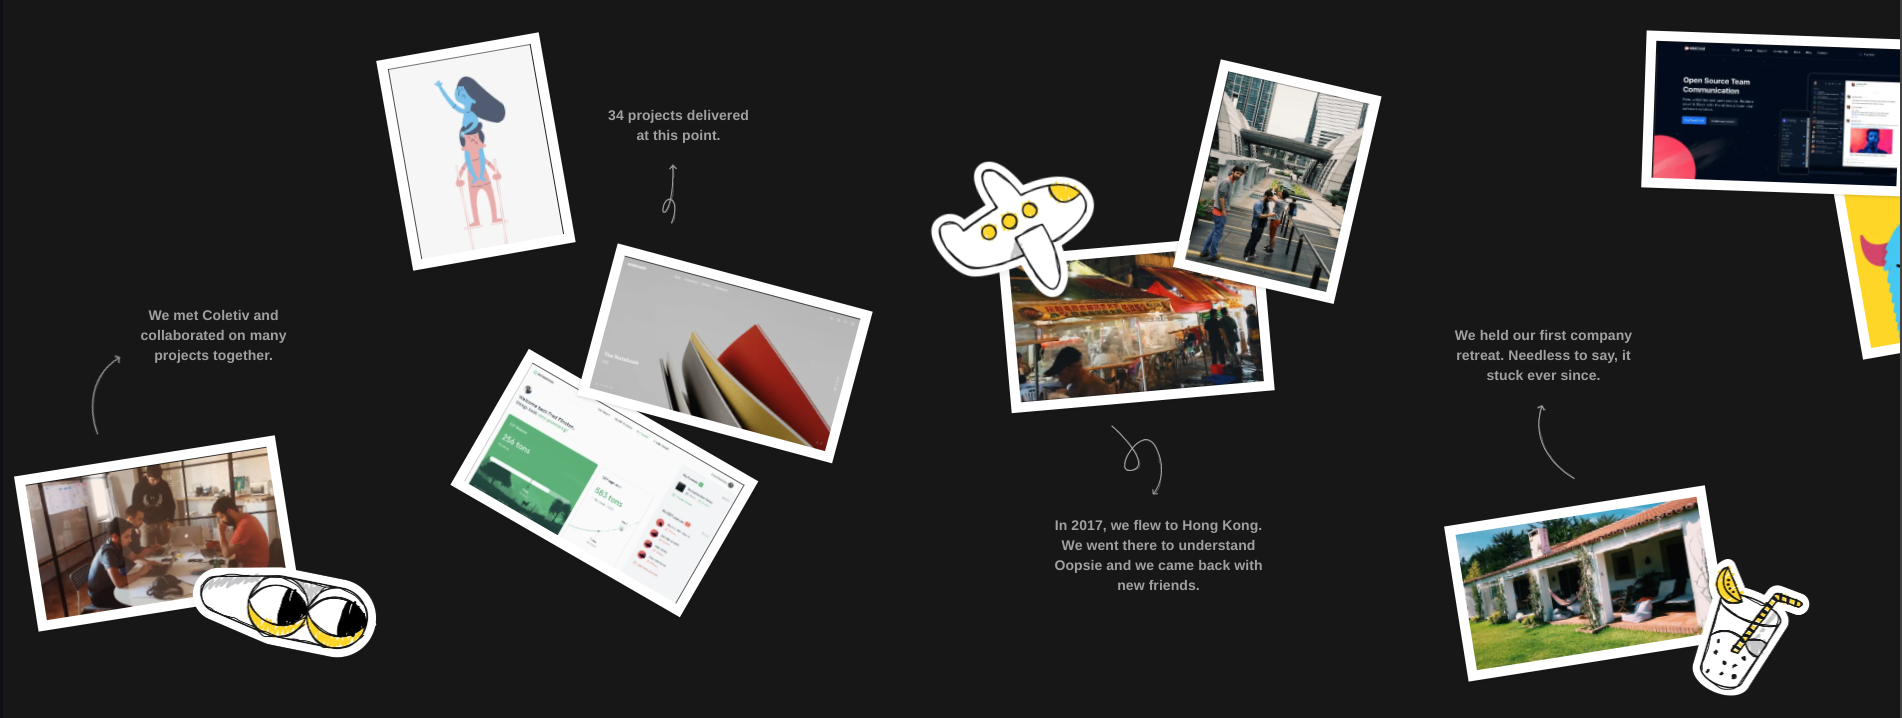 34 projects delivered
at this point.
We met Coletiv and
collaborated on many
projects together.
The Notebook
256 tons
583 tons
In 2017, we flew to Hong Kong.
We went there to understand
Oopsie and we came back with
new friends.
We held our first company
retreat. Needless to say, it
stuck ever since.
Open Source Team
Communication